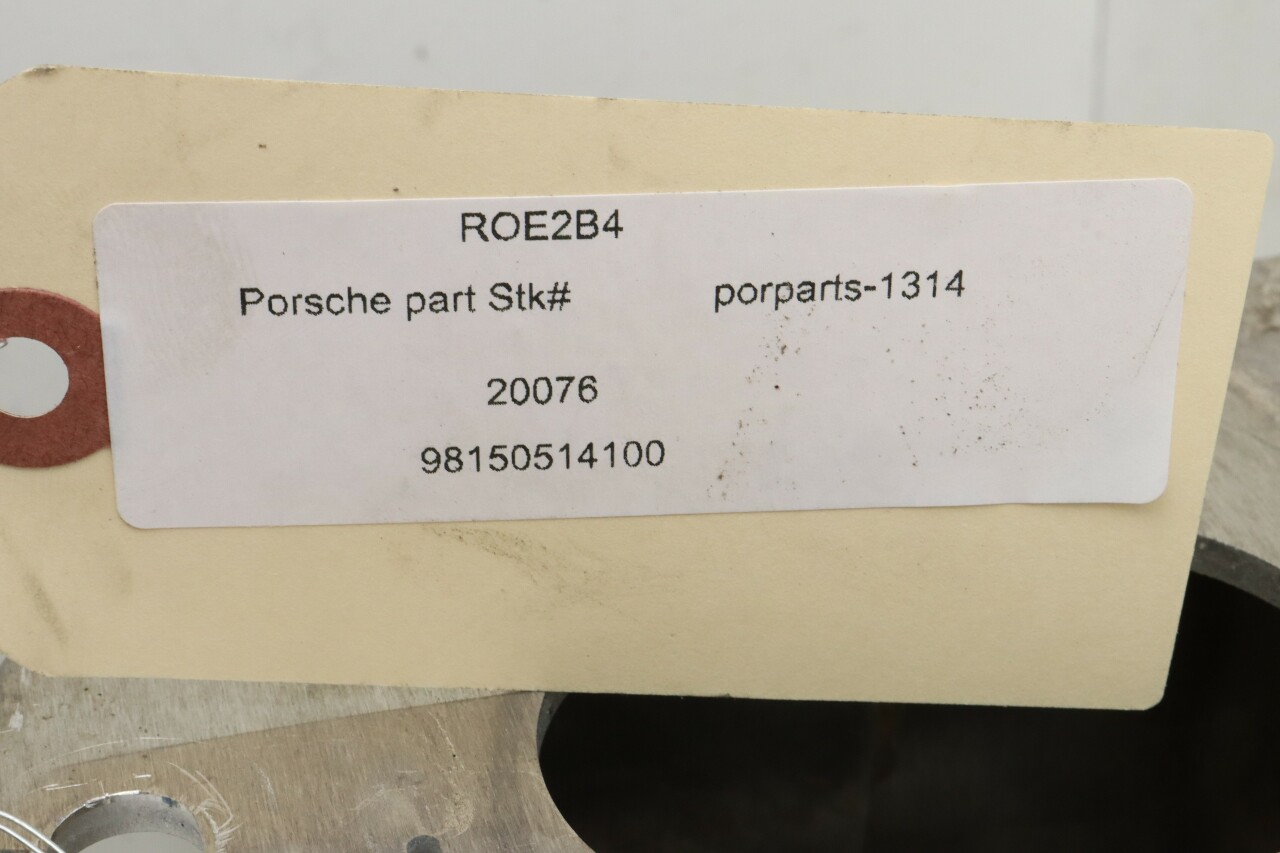 ROE2B4
Porsche part Stk# porparts-1314
20076
98150514100